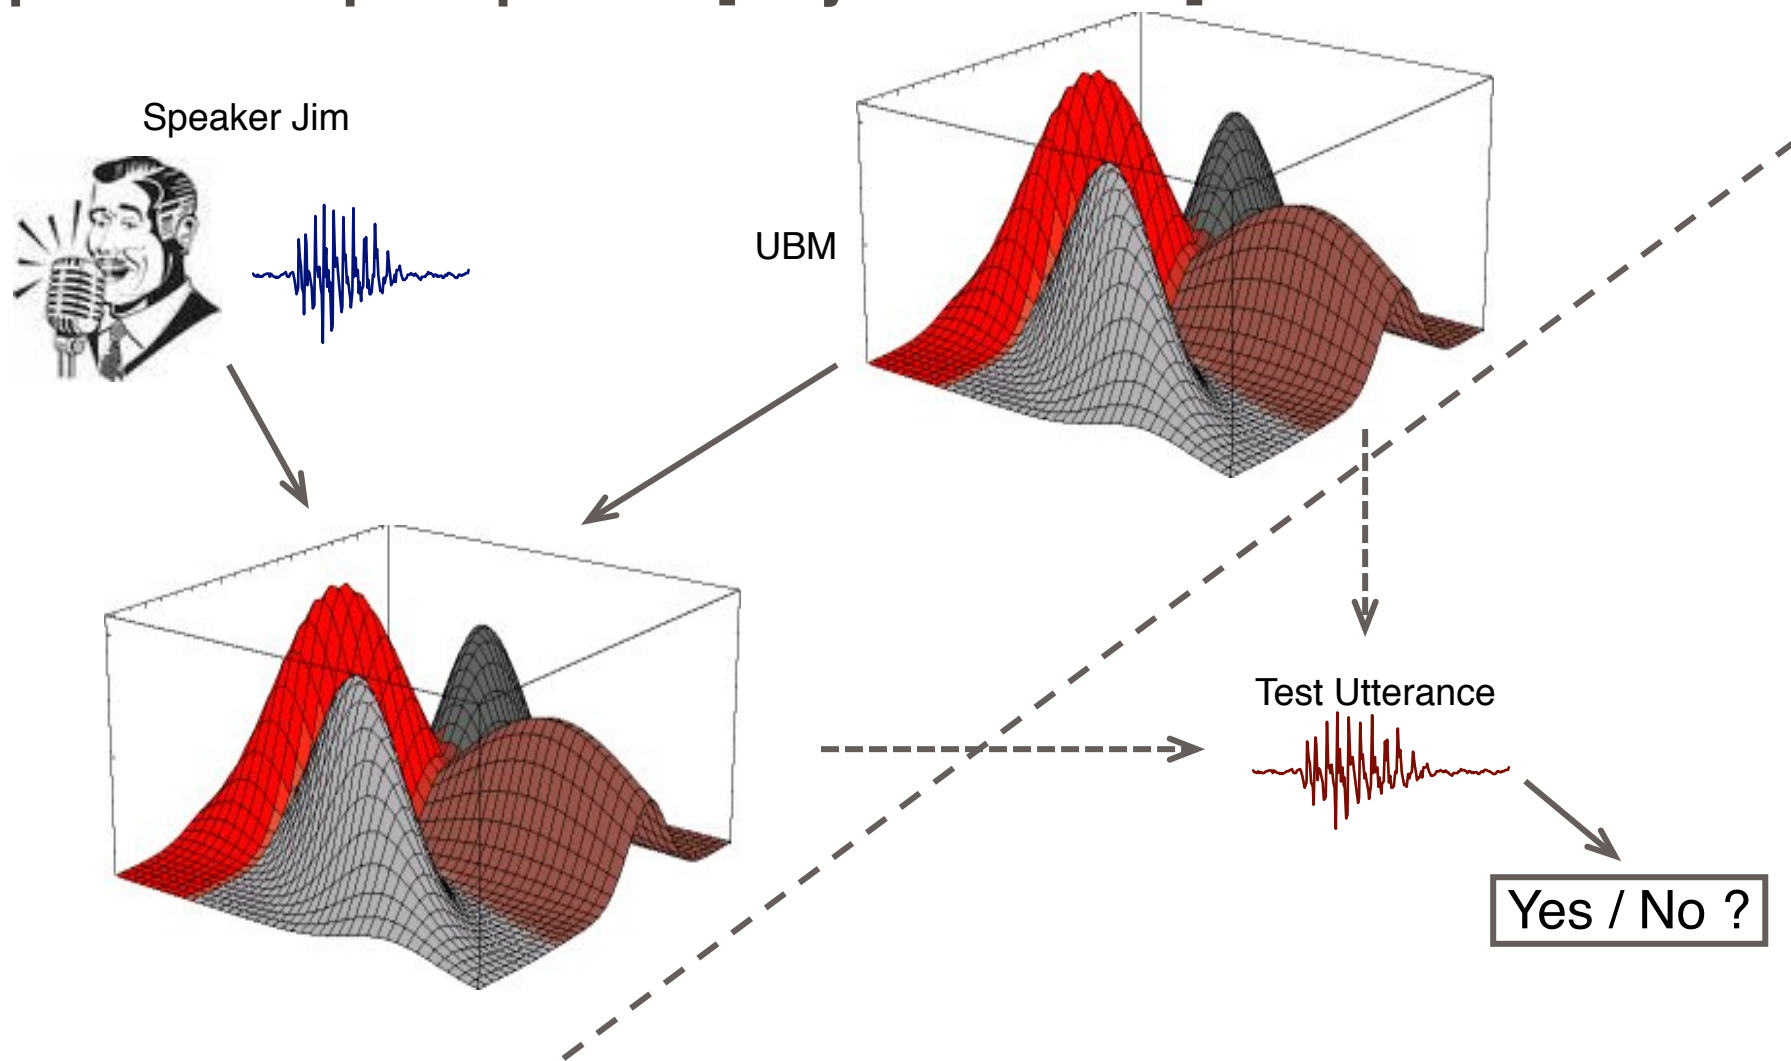 Speaker Jim
UBM
Test Utterance
Yes / No ?